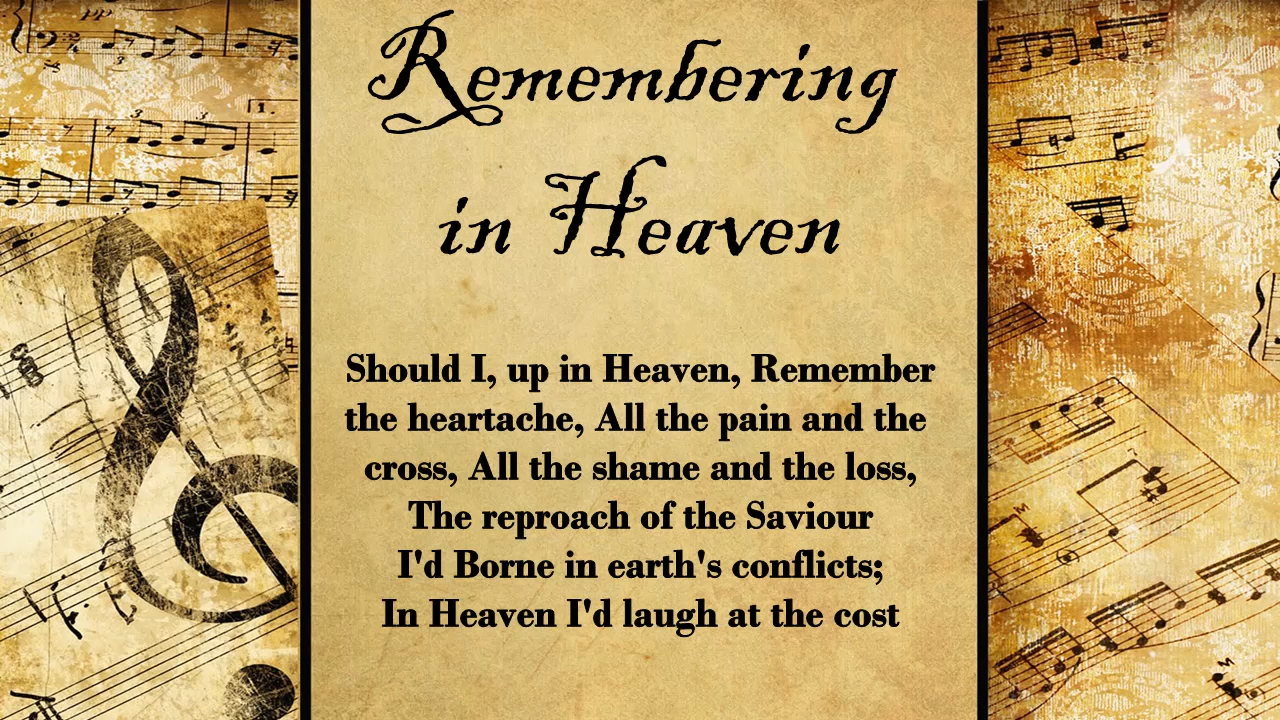 Remembering
in Heaven
Should I, up in Heaven, Remember
the heartache, All the pain and the
cross, All the shame and the loss,
The reproach of the Saviour
I'd Borne in earth's conflicts;
In Heaven I'd laugh at the cost